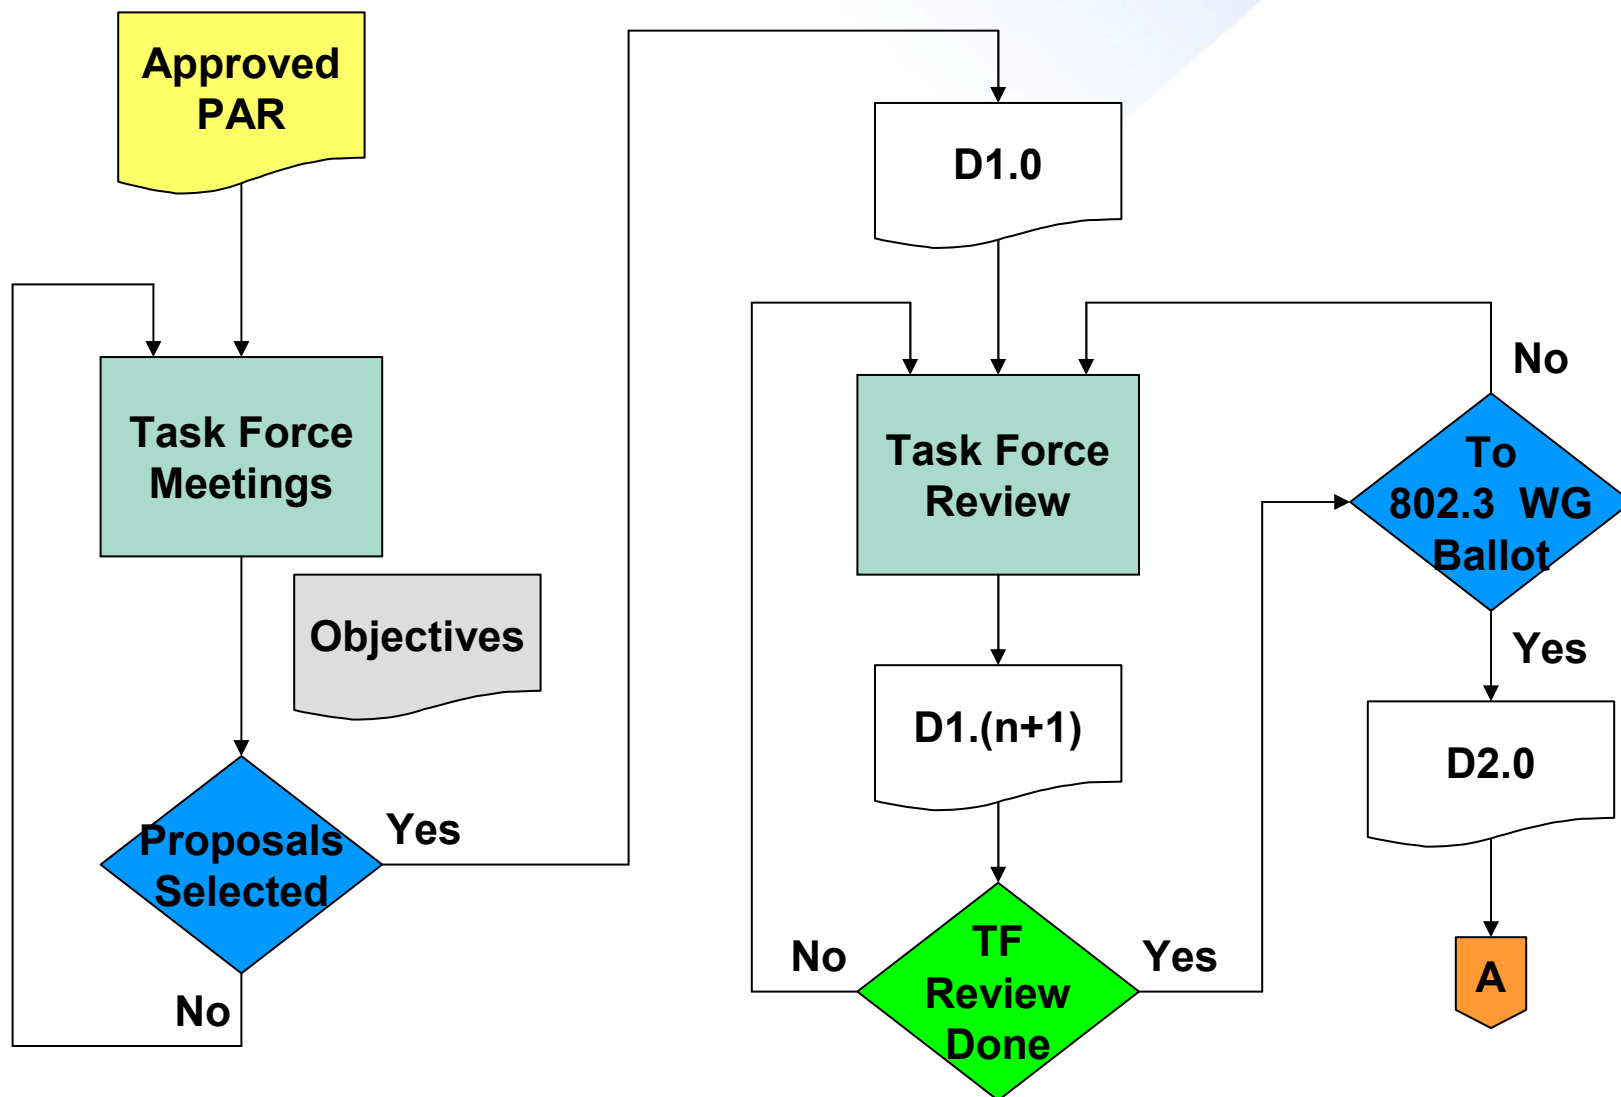 Approved
PAR
Task Force
Meetings
Objectives
Proposals
Selected
Yes
No
D1.0
Task Force
Review
D1.(n+1)
TF
Review
Done
No
Yes
To
802.3 WG
Ballot
No
Yes
D2.0
A